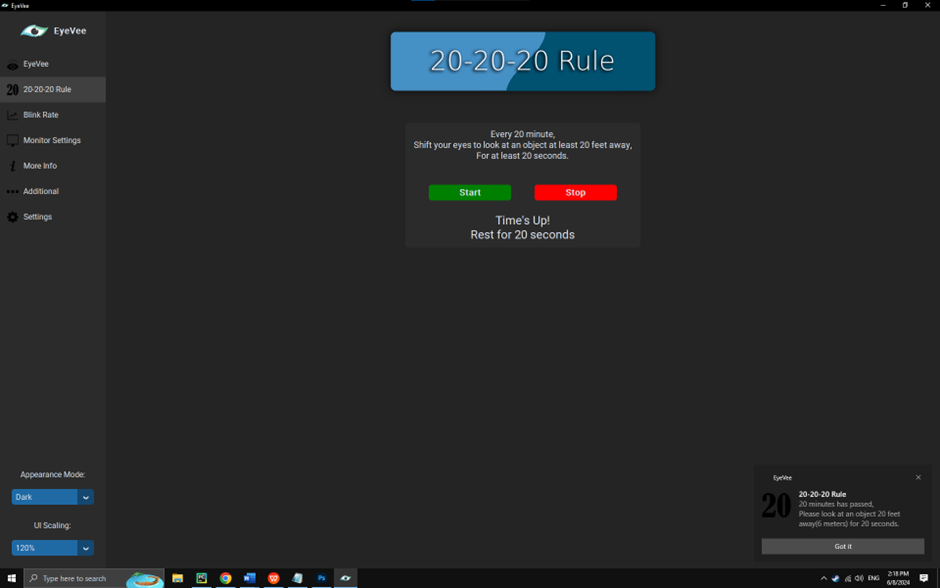 EyeVee
EyeVee
EyeVee
20 20-20-20 Rule
Blink Rate
Monitor Settings
More Info
Additional
Settings
Appearance Mode:
Dark
UI Scaling:
120%
20-20-20 Rule
Every 20 minute,
Shift your eyes to look at an object at least 20 feet away,
For at least 20 seconds.
Start Stop
Time's Up!
Rest for 20 seconds
EyeVee
20
20-20-20 Rule
20 minutes has passed,
Please look at an object 20 feet
away(6 meters) for 20 seconds.
Got it
Type here to search
ENG
2:18 PM
6/8/2024